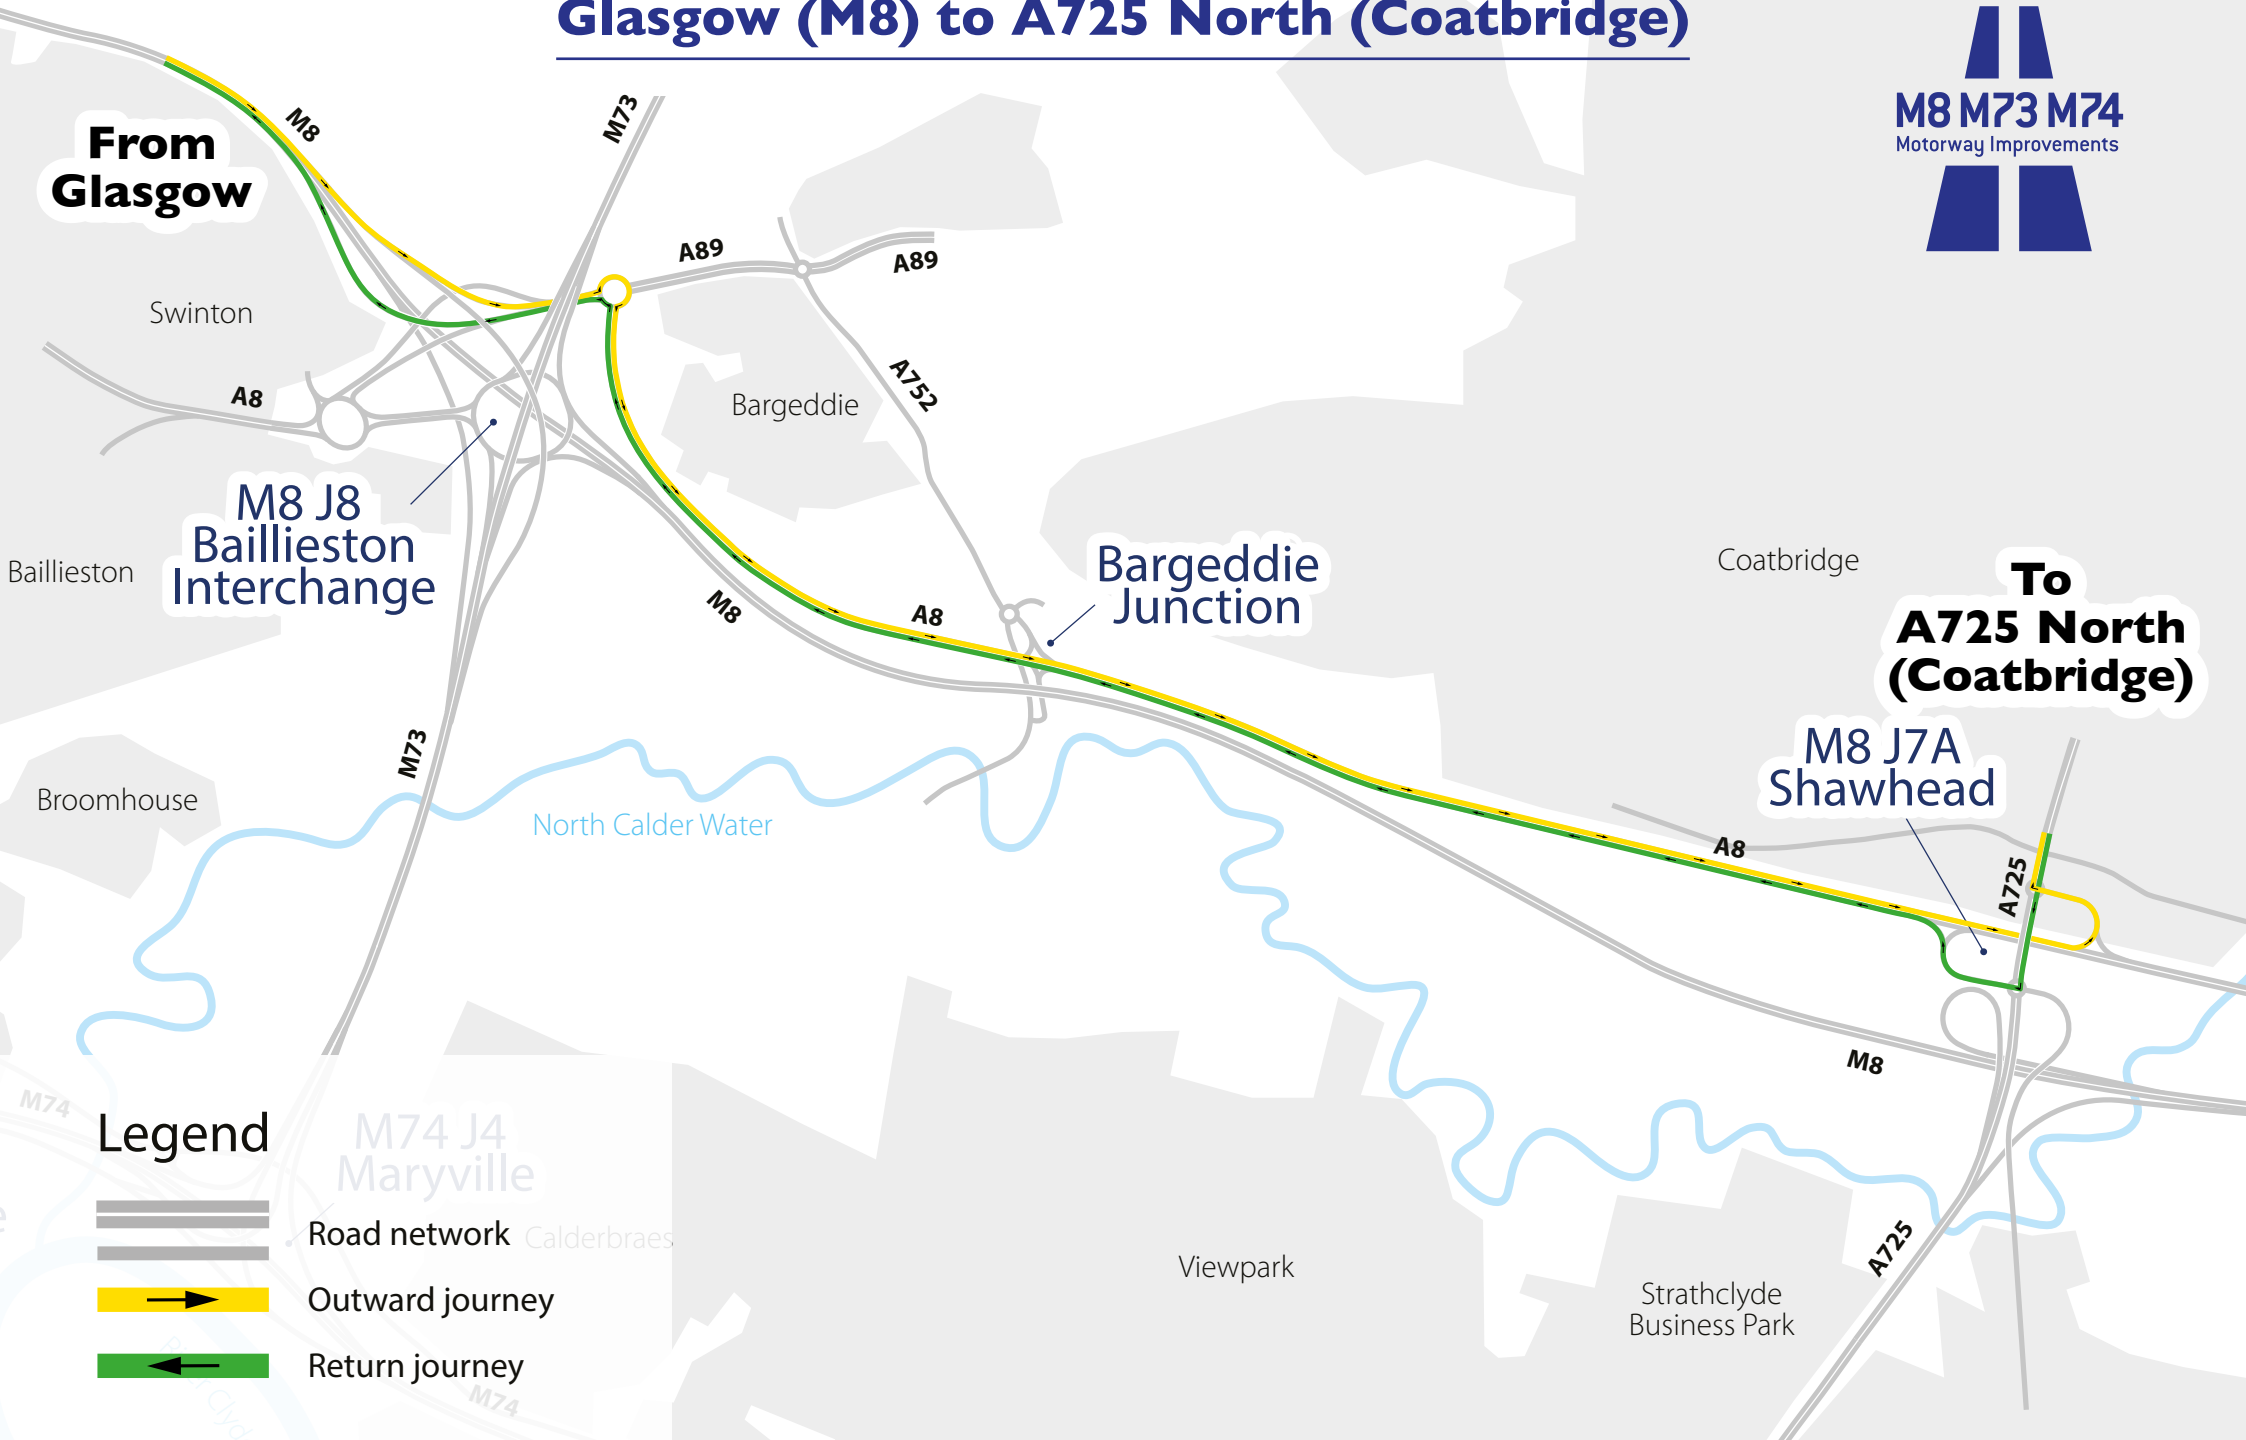 Glasgow (M8) to A725 North (Coatbridge)
M8 M73 M74
Motorway Improvements
From
Glasgow
M8
M73
A89
A89
Swinton
A8
A752
Bargeddie
M8 J8
Baillieston
Interchange
Baillieston
M8
A8
Bargeddie
Junction
Coatbridge
To
A725 North
(Coatbridge)
M8 J7A
Shawhead
M73
Broomhouse
North Calder Water
A8
A725
M8
M74
Legend
M74 J4
Maryville
Road network
Calderbraes
Outward journey
Return journey
M74
Viewpark
Strathclyde
Business Park
A725